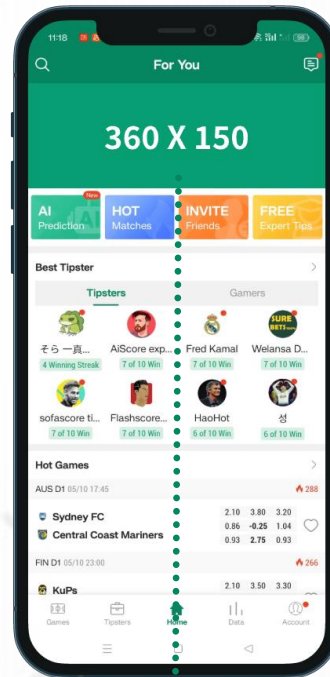 11:18
For You
360 X 150
New
AI
Prediction
HOT
Matches
INVITE
Friends
FREE
Expert Tips
Best Tipster
Tipsters
Gamers
そら 一真...
AiScore exp...
Fred Kamal
SURE
BETS
Welansa D...
4 Winning Streak
7 of 10 Win
7 of 10 Win
7 of 10 Win
sofascore ti...
Flashscore...
HaoHot
성
7 of 10 Win
7 of 10 Win
6 of 10 Win
6 of 10 Win
Hot Games
AUS D1 05/10 17:45
288
Sydney FC
Central Coast Mariners
2.10 3.80 3.20
0.86 -0.25 1.04
0.93 2.75 0.93
FIN D1 05/10 23:00
266
KuPs
2.10 3.50 3.30
Games
Tipsters
Home
Data
Account